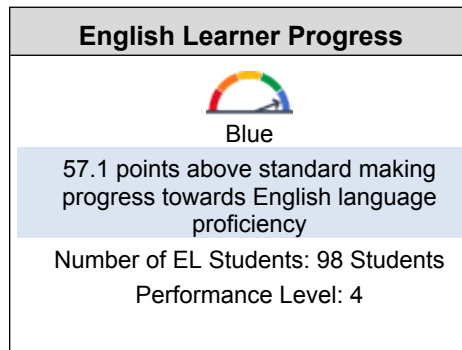 English Learner Progress
Blue
57.1 points above standard making
progress towards English language
proficiency
Number of EL Students: 98 Students
Performance Level: 4